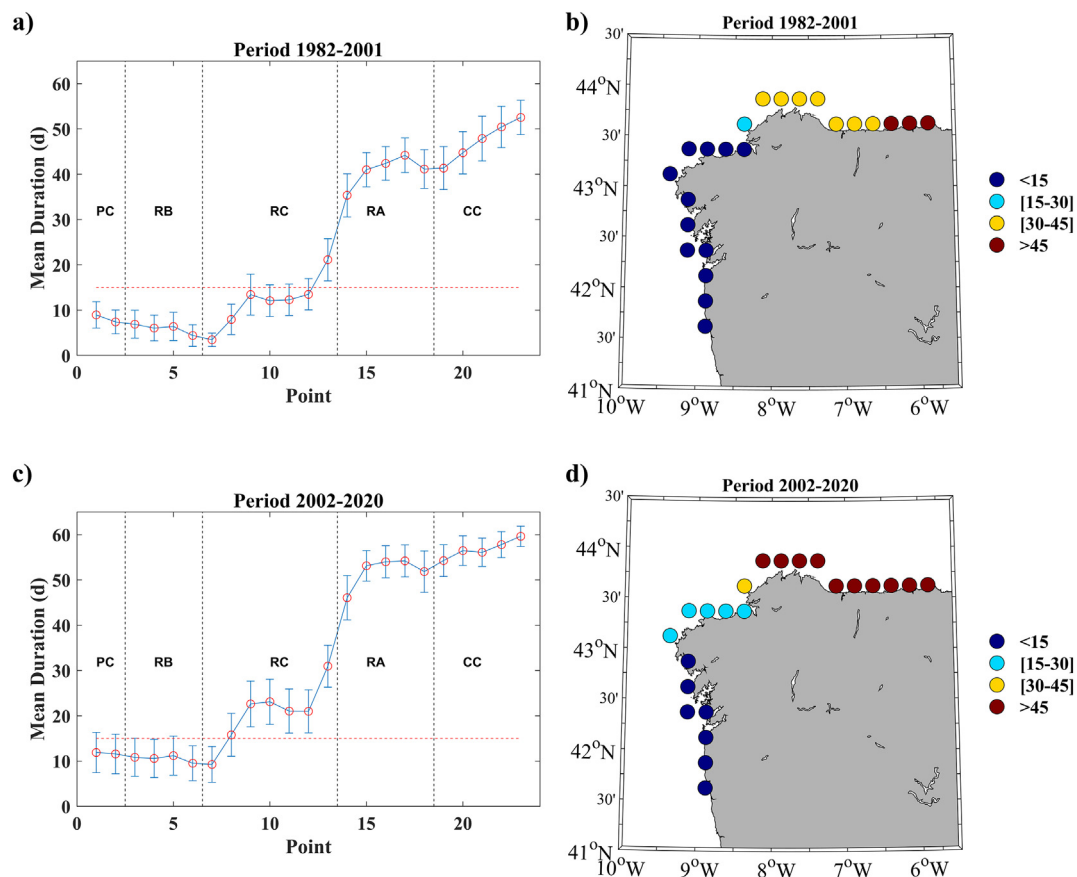 a)
Period 1982-2001
60
50
40
30
20
10
0
Mean Duration (d)
PC RB RC RA CC
5 10 15 20
Point
b)
Period 1982-2001
30'
44°N
30'
43°N
30'
42°N
30'
41°N
10°W 9°W 8°W 7°W 6°W
<15
[15-30]
[30-45]
>45
c)
Period 2002-2020
60
50
40
30
20
10
0
Mean Duration (d)
PC RB RC RA CC
5 10 15 20
Point
d)
Period 2002-2020
30'
44°N
30'
43°N
30'
42°N
30'
41°N
10°W 9°W 8°W 7°W 6°W
<15
[15-30]
[30-45]
>45